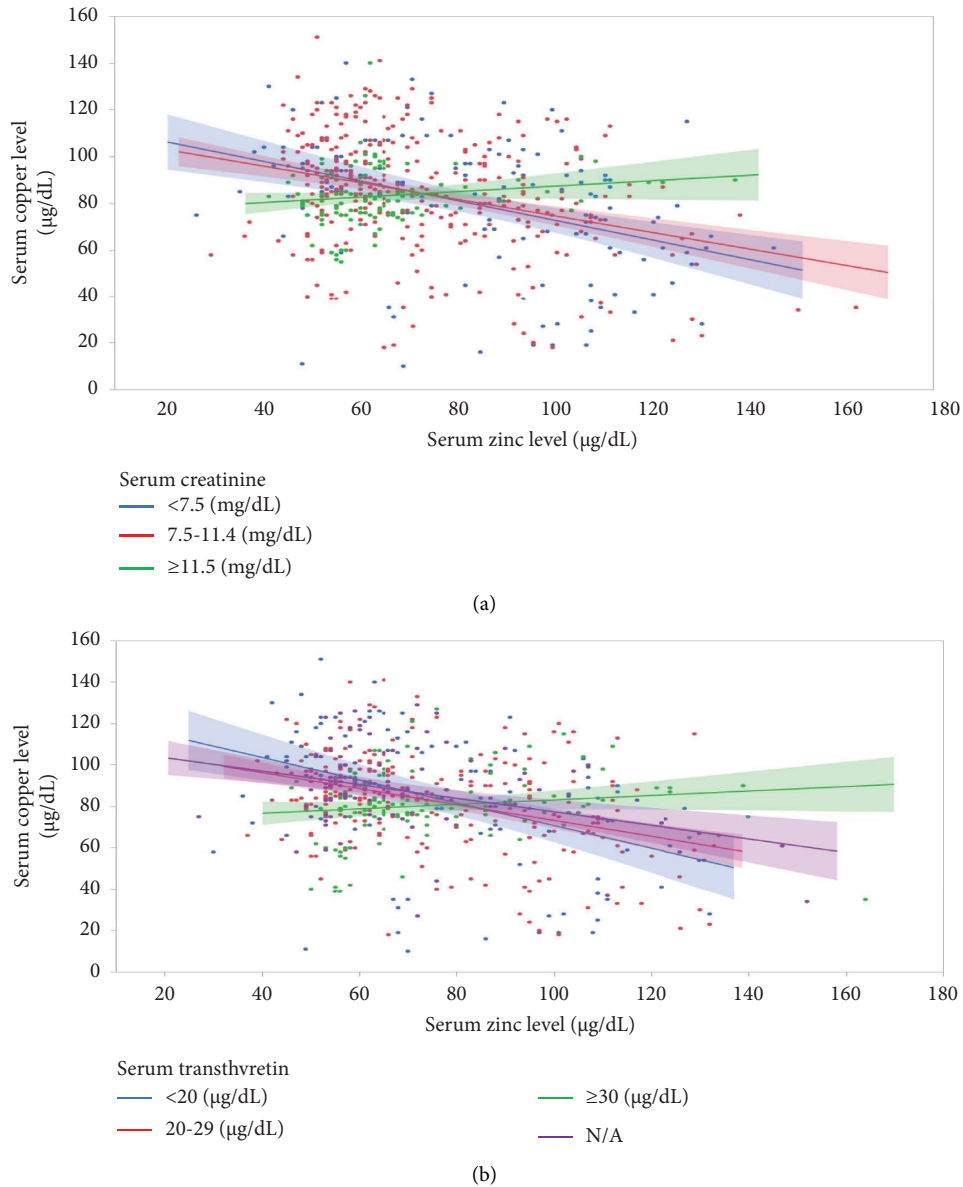 160
140
120
100
80
60
40
20
0
Serum copper level
(µg/dL)
20 40 60 80 100 120 140 160 180
Serum zinc level (µg/dL)
Serum creatinine
<7.5 (mg/dL)
7.5-11.4 (mg/dL)
≥11.5 (mg/dL)
(a)
160
140
120
100
80
60
40
20
0
Serum copper level
(µg/dL)
20 40 60 80 100 120 140 160 180
Serum zinc level (µg/dL)
Serum transthvretin
<20 (µg/dL) ≥30 (µg/dL)
20-29 (µg/dL) N/A
(b)